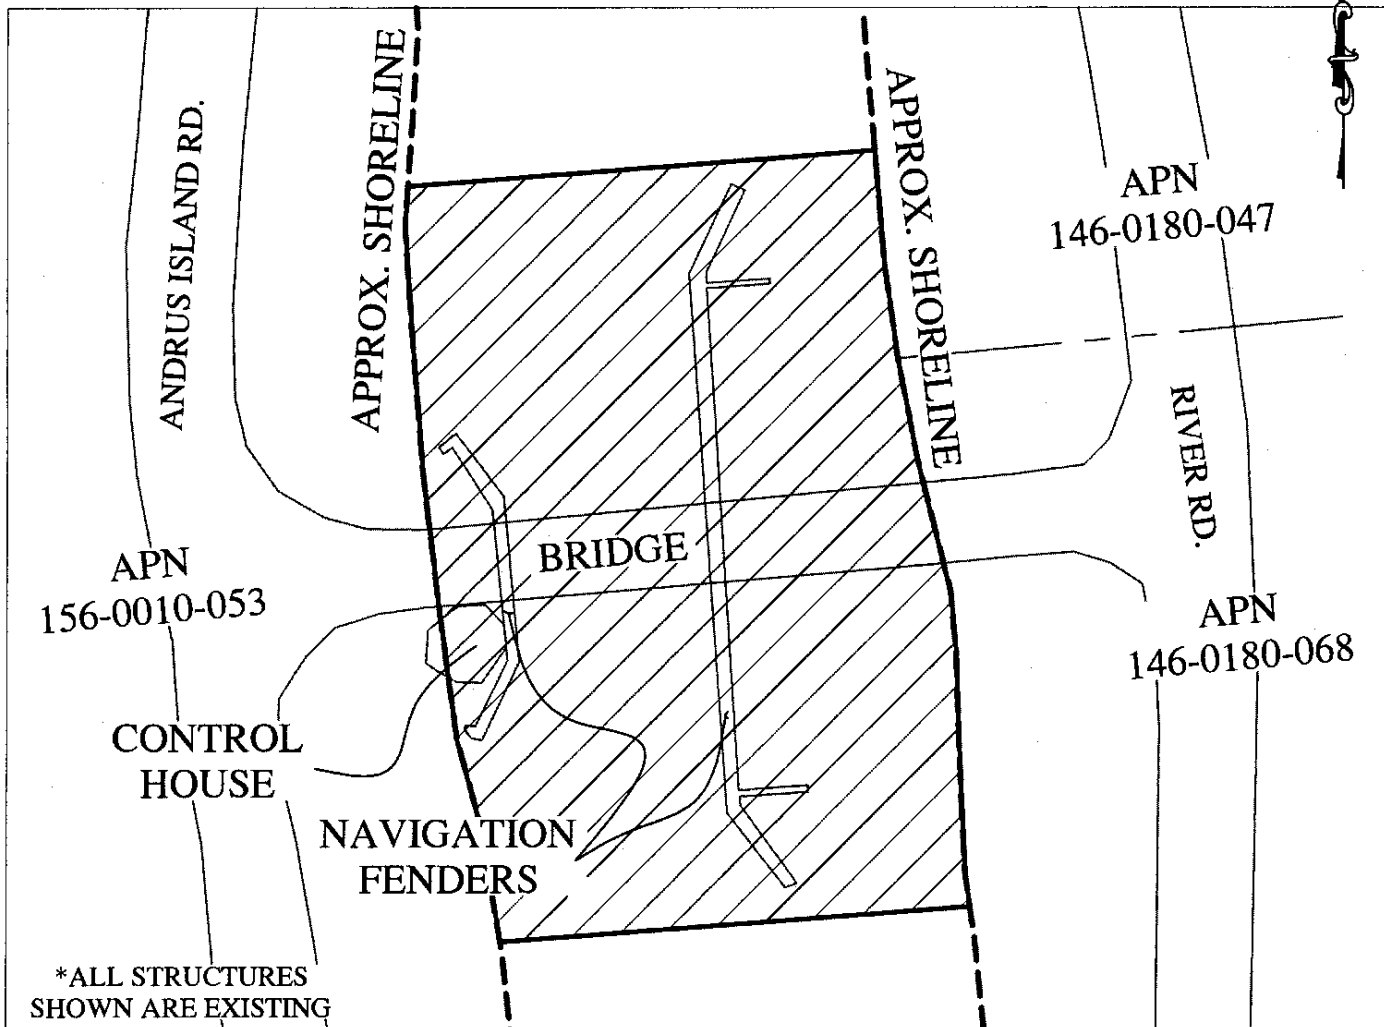 ANDRUS ISLAND RD.
APPROX. SHORELINE
APPROX. SHORELINE
APN
146-0180-047
RIVER RD.
BRIDGE
APN
156-0010-053
APN
146-0180-068
CONTROL
HOUSE
NAVIGATION
FENDERS
*ALL STRUCTURES
SHOWN ARE EXISTING